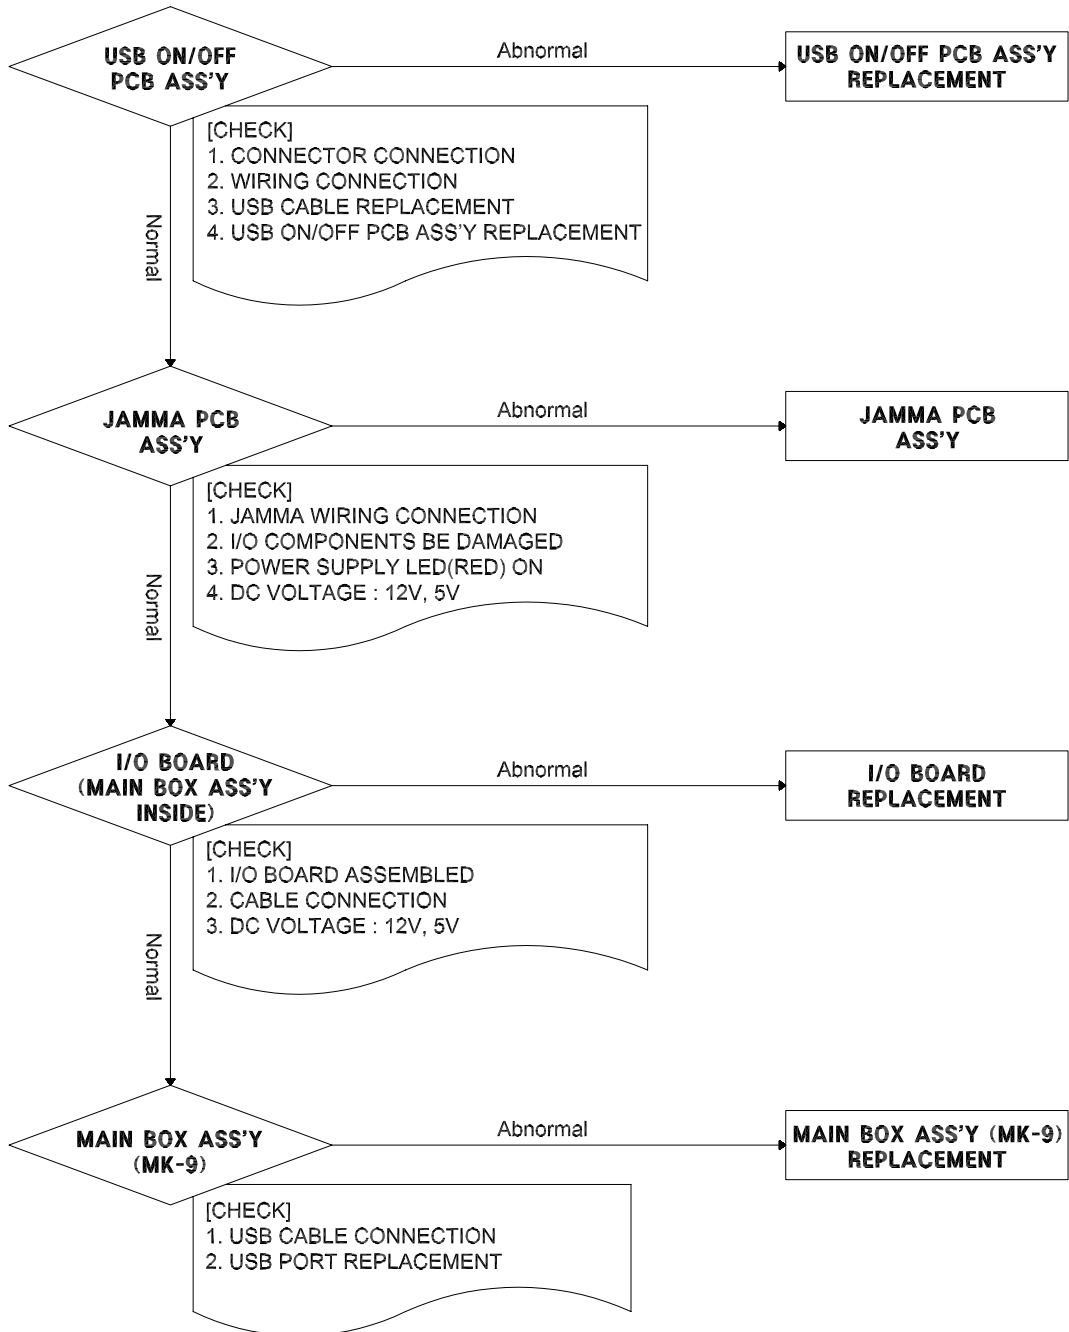 USB ON/OFF
PCB ASS'Y
Abnormal
USB ON/OFF PCB ASS'Y
REPLACEMENT
[CHECK]
1. CONNECTOR CONNECTION
2. WIRING CONNECTION
3. USB CABLE REPLACEMENT
4. USB ON/OFF PCB ASS'Y REPLACEMENT
Normal
JAMMA PCB
ASS'Y
Abnormal
JAMMA PCB
ASS'Y
[CHECK]
1. JAMMA WIRING CONNECTION
2. I/O COMPONENTS BE DAMAGED
3. POWER SUPPLY LED(RED) ON
4. DC VOLTAGE : 12V, 5V
Normal
I/O BOARD
(MAIN BOX ASS'Y
INSIDE)
Abnormal
I/O BOARD
REPLACEMENT
[CHECK]
1. I/O BOARD ASSEMBLED
2. CABLE CONNECTION
3. DC VOLTAGE : 12V, 5V
Normal
MAIN BOX ASS'Y
(MK-9)
Abnormal
MAIN BOX ASS'Y (MK-9)
REPLACEMENT
[CHECK]
1. USB CABLE CONNECTION
2. USB PORT REPLACEMENT